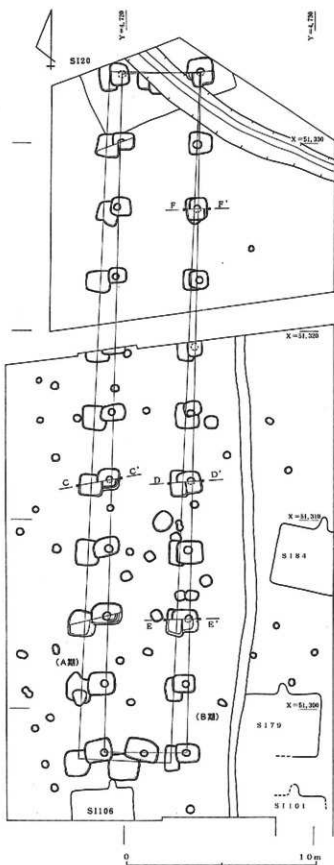 Y=4,720
Y=4,730
SI20
X=51,330
F F'
X=51,320
C C' D D'
X=51,310
SI84
E E'
(A期)
(B期)
X=51,300
SI79
SI106
SI101
0 10m